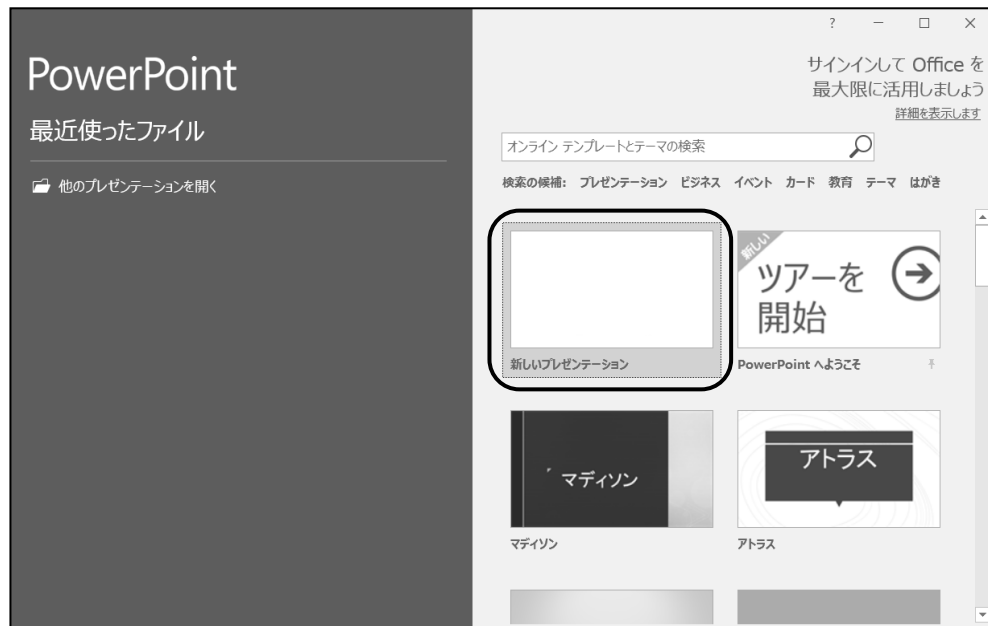 PowerPoint
最近使ったファイル
他のプレゼンテーションを開く
?
サインインして Office を
最大限に活用しましょう
詳細を表示します
オンライン テンプレートとテーマの検索
検索の候補: プレゼンテーション ビジネス イベント カード 教育 テーマ はがき
新しいプレゼンテーション
新しい
ツアーを
開始
PowerPoint へようこそ
マディソン
マディソン
アトラス
アトラス